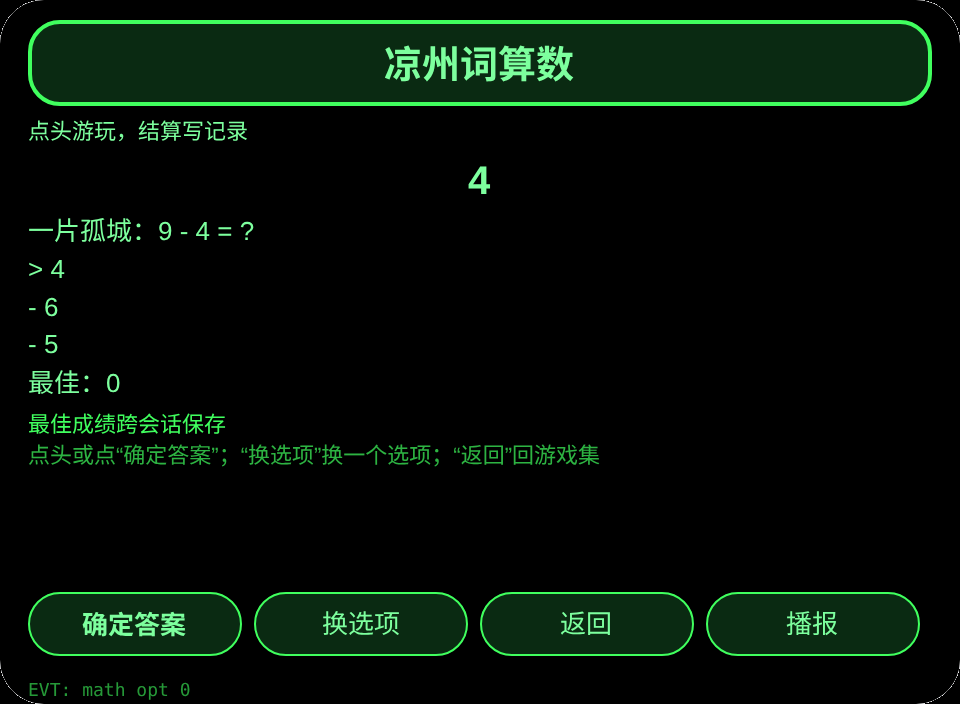 凉州词算数
点头游玩，结算写记录
4
一片孤城：9 - 4 = ?
> 4
- 6
- 5
最佳：0
最佳成绩跨会话保存
点头或点“确定答案”；“换选项”换一个选项；“返回”回游戏集
确定答案
换选项
返回
播报
EVT: math opt 0